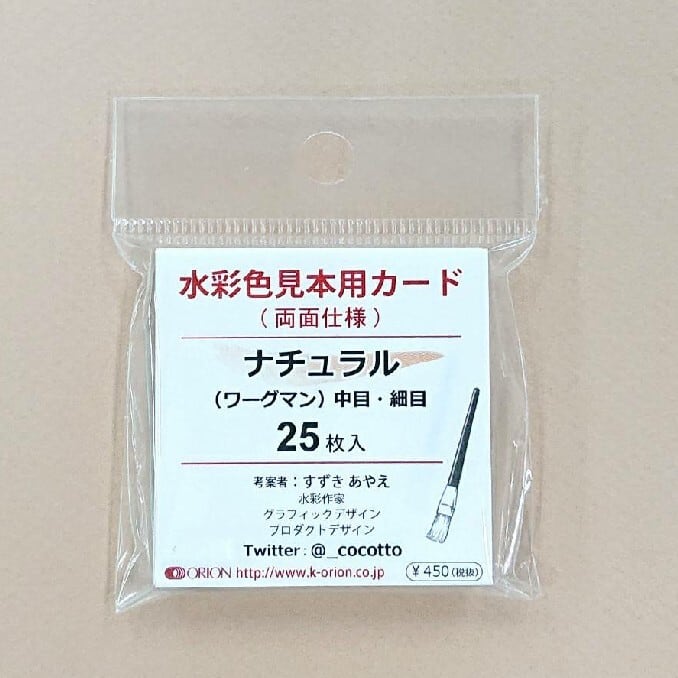 水彩色見本用カード
（両面仕様）
ナチュラル
（ワーグマン）中目・細目
25枚入
考案者：すずき あやえ
水彩作家
グラフィックデザイン
プロダクトデザイン
Twitter：@_cocotto
ORION http://www.k-orion.co.jp
￥450（税抜）